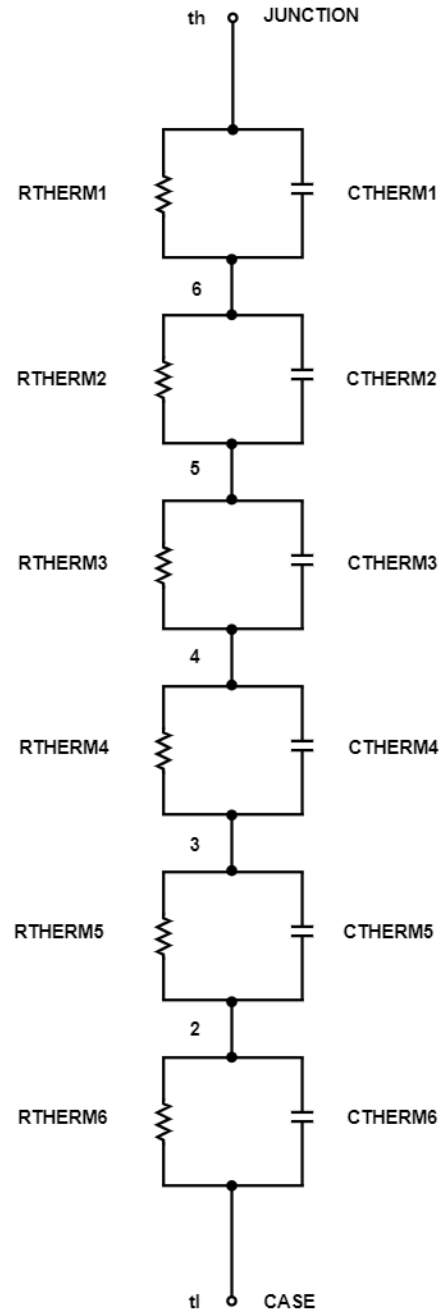 th JUNCTION
RTHERM1 CTHERM1
6
RTHERM2 CTHERM2
5
RTHERM3 CTHERM3
4
RTHERM4 CTHERM4
3
RTHERM5 CTHERM5
2
RTHERM6 CTHERM6
tl CASE